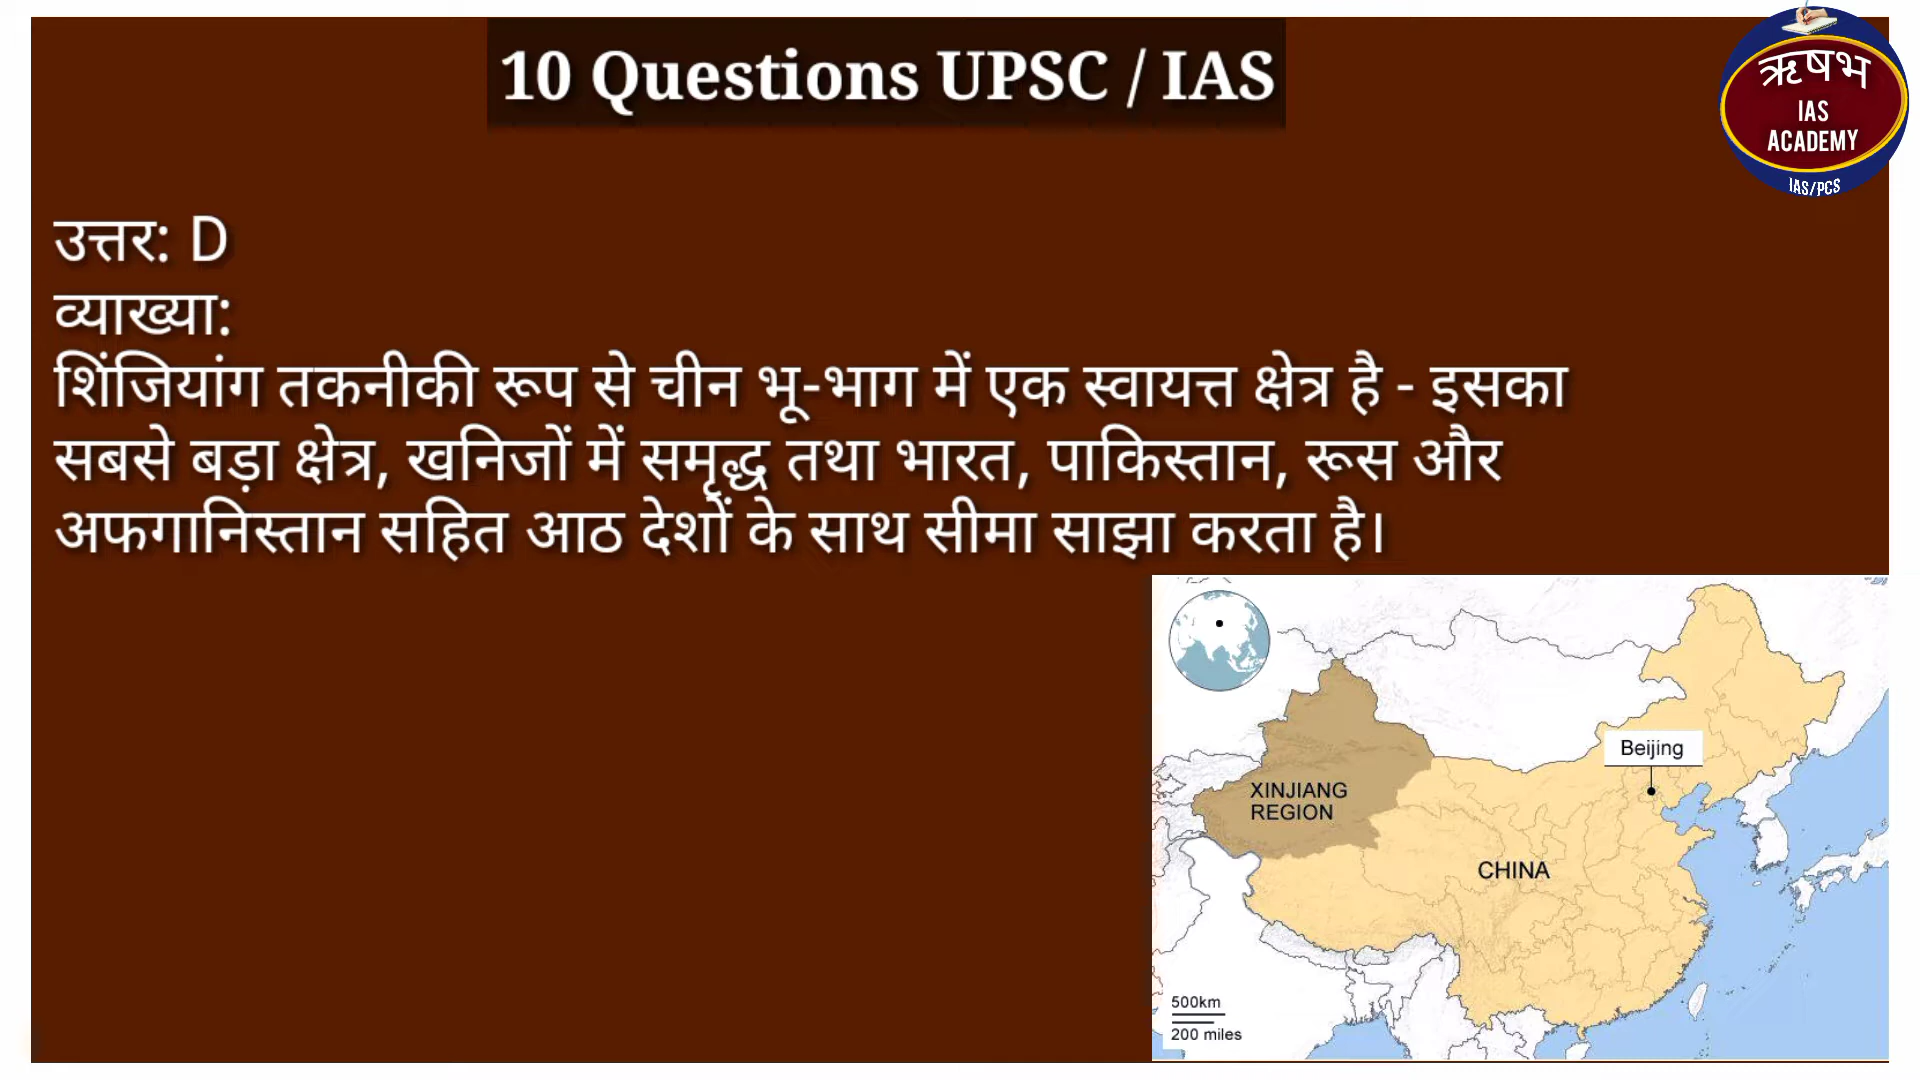 10 Questions UPSC / IAS
ऋषभ
IAS
ACADEMY
IAS/PCS
उत्तर: D
व्याख्या:
शिंजियांग तकनीकी रूप से चीन भू-भाग में एक स्वायत्त क्षेत्र है - इसका
सबसे बड़ा क्षेत्र, खनिजों में समृद्ध तथा भारत, पाकिस्तान, रूस और
अफगानिस्तान सहित आठ देशों के साथ सीमा साझा करता है।
Beijing
XINJIANG
REGION
CHINA
500km
200 miles